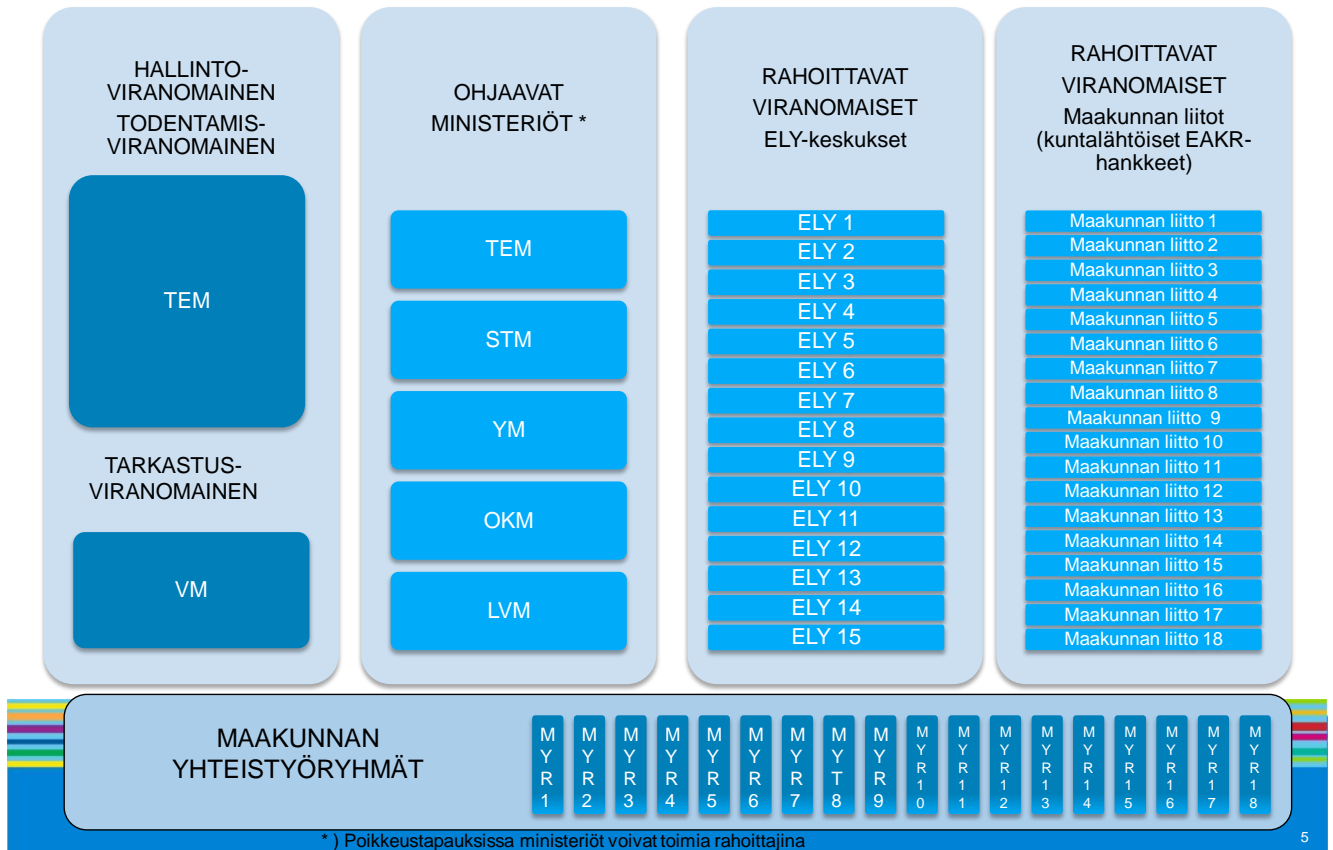 HALLINTO-
VIRANOMAINEN
TODENTAMIS-
VIRANOMAINEN
TEM
TARKASTUS-
VIRANOMAINEN
VM
OHJAAVAT
MINISTERIÖT *
TEM
STM
YM
OKM
LVM
RAHOITTAVAT
VIRANOMAISET
ELY-keskukset
ELY 1
ELY 2
ELY 3
ELY 4
ELY 5
ELY 6
ELY 7
ELY 8
ELY 9
ELY 10
ELY 11
ELY 12
ELY 13
ELY 14
ELY 15
RAHOITTAVAT
VIRANOMAISET
Maakunnan liitot
(kuntalähtöiset EAKR-
hankkeet)
Maakunnan liitto 1
Maakunnan liitto 2
Maakunnan liitto 3
Maakunnan liitto 4
Maakunnan liitto 5
Maakunnan liitto 6
Maakunnan liitto 7
Maakunnan liitto 8
Maakunnan liitto 9
Maakunnan liitto 10
Maakunnan liitto 11
Maakunnan liitto 12
Maakunnan liitto 13
Maakunnan liitto 14
Maakunnan liitto 15
Maakunnan liitto 16
Maakunnan liitto 17
Maakunnan liitto 18
MAAKUNNAN
YHTEISTYÖRYHMÄT
MYR1
MYR2
MYR3
MYR4
MYR5
MYR6
MYR7
MYT8
MYR9
MYR10
MYR11
MYR12
MYR13
MYR14
MYR15
MYR16
MYR17
MYR18
* ) Poikkeustapauksissa ministeriöt voivat toimia rahoittajina
5